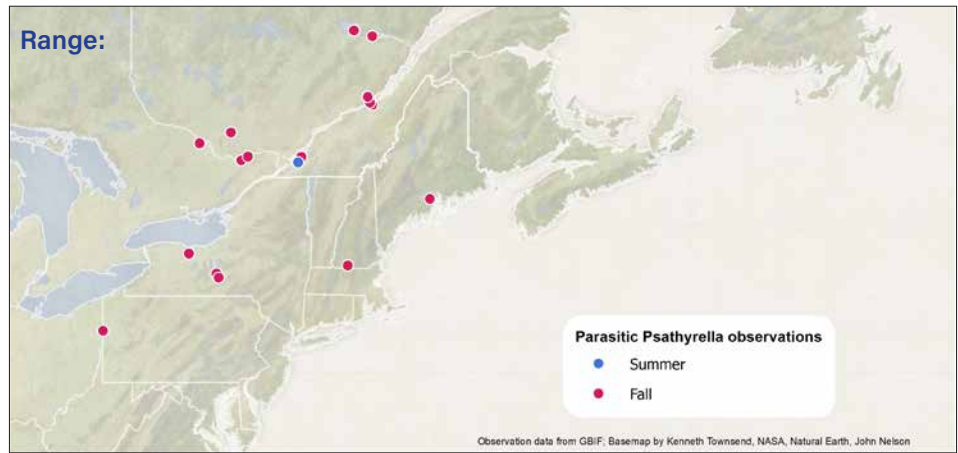 Range:
Parasitic Psathyrella observations
Summer
Fall
Observation data from GBIF; Basemap by Kenneth Townsend, NASA, Natural Earth, John Nelson